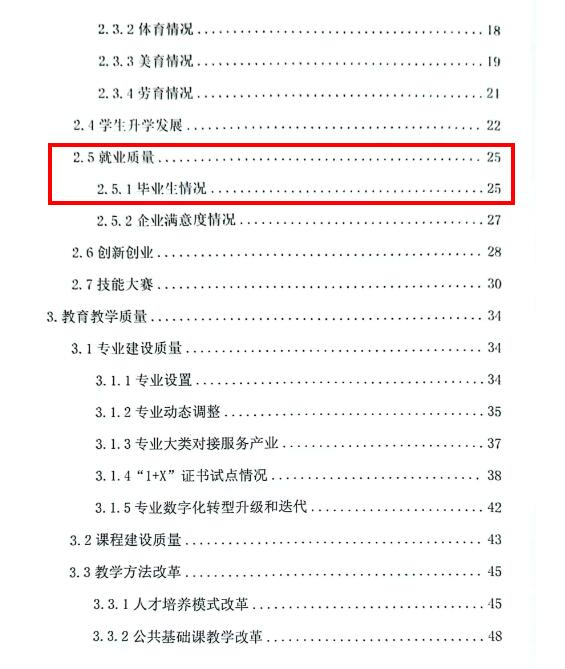 2.3.2 体育情况 18
2.3.3 美育情况 19
2.3.4 劳育情况 21
2.4 学生升学发展 22
2.5 就业质量 25
2.5.1 毕业生情况 25
2.5.2 企业满意度情况 27
2.6 创新创业 28
2.7 技能大赛 30
3. 教育教学质量 34
3.1 专业建设质量 34
3.1.1 专业设置 34
3.1.2 专业动态调整 35
3.1.3 专业大类对接服务产业 37
3.1.4 “1+X”证书试点情况 38
3.1.5 专业数字化转型升级和迭代 42
3.2 课程建设质量 43
3.3 教学方法改革 45
3.3.1 人才培养模式改革 45
3.3.2 公共基础课教学改革 48